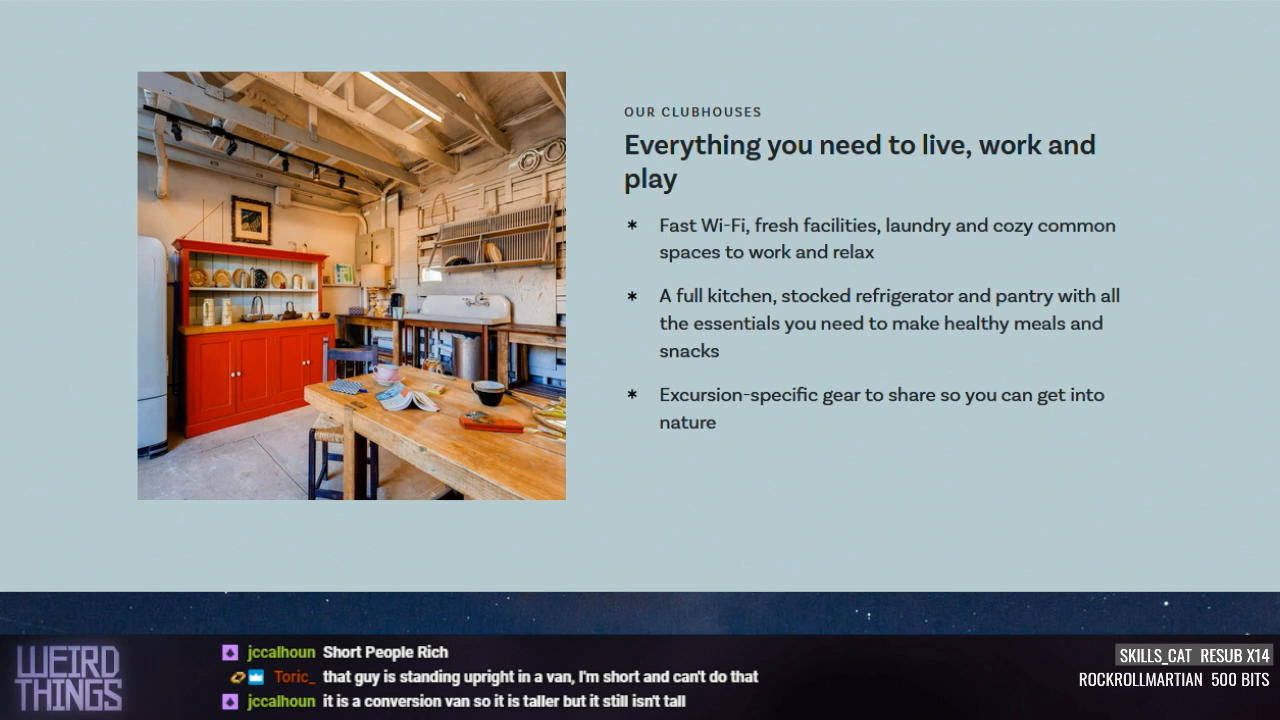 OUR CLUBHOUSES
Everything you need to live, work and
play
* Fast Wi-Fi, fresh facilities, laundry and cozy common
spaces to work and relax
* A full kitchen, stocked refrigerator and pantry with all
the essentials you need to make healthy meals and
snacks
* Excursion-specific gear to share so you can get into
nature
WEIRD
THINGS
jccalhoun Short People Rich
Toric_ that guy is standing upright in a van, I'm short and can't do that
jccalhoun it is a conversion van so it is taller but it still isn't tall
SKILLS_CAT RESUB X14
ROCKROLLMARTIAN 500 BITS